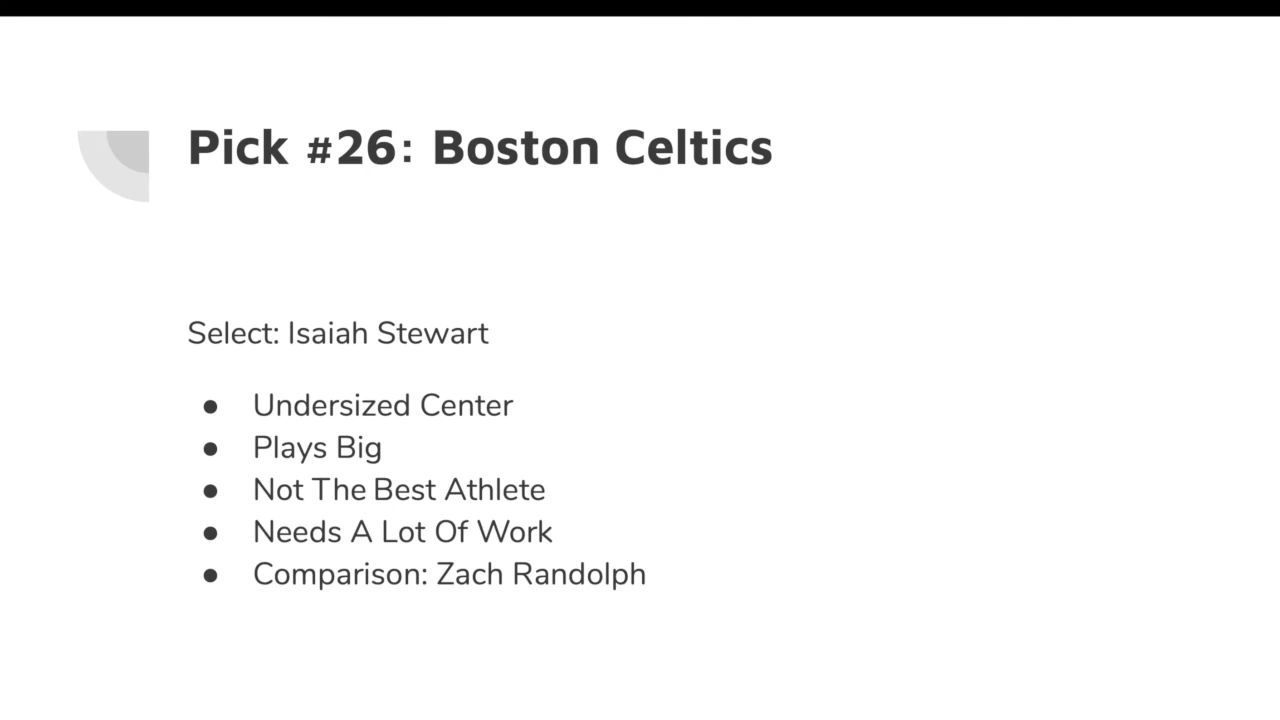 Pick #26: Boston Celtics
Select: Isaiah Stewart
● Undersized Center
● Plays Big
● Not The Best Athlete
● Needs A Lot Of Work
● Comparison: Zach Randolph